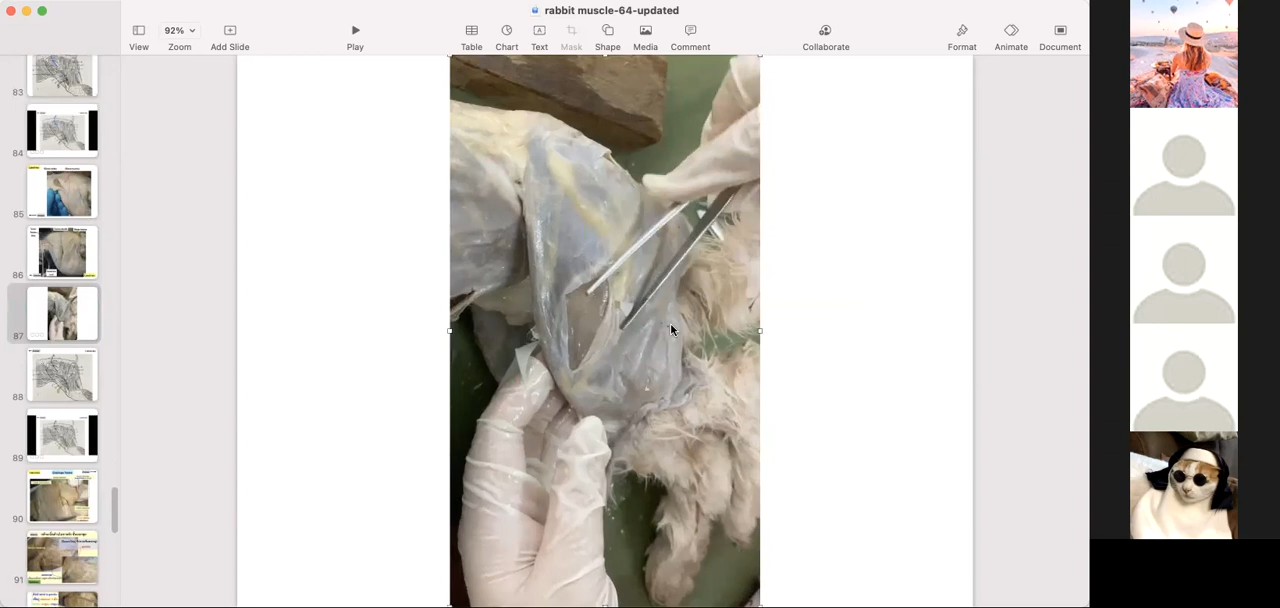 rabbit muscle-64-updated
92%
View
Zoom
Add Slide
Play
Table
Chart
Text
Mask
Shape
Media
Comment
Collaborate
Format
Animate
Document
83
84
85
86
87
88
89
90
91